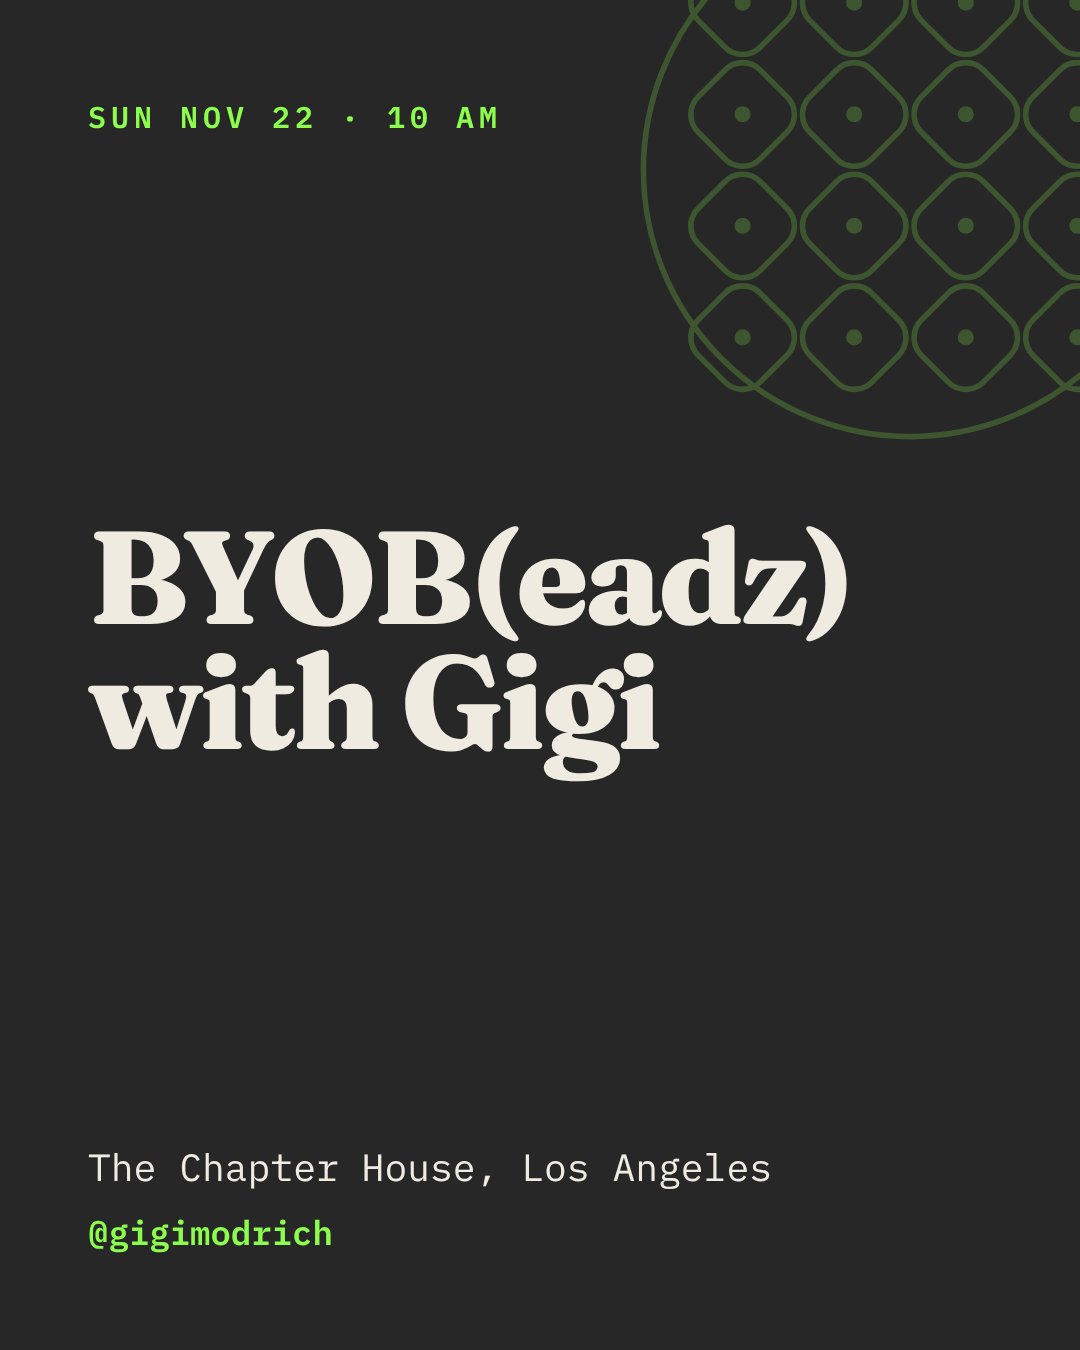 SUN NOV 22 · 10 AM
BYOB(eadz)
with Gigi
The Chapter House, Los Angeles
@gigimodrich